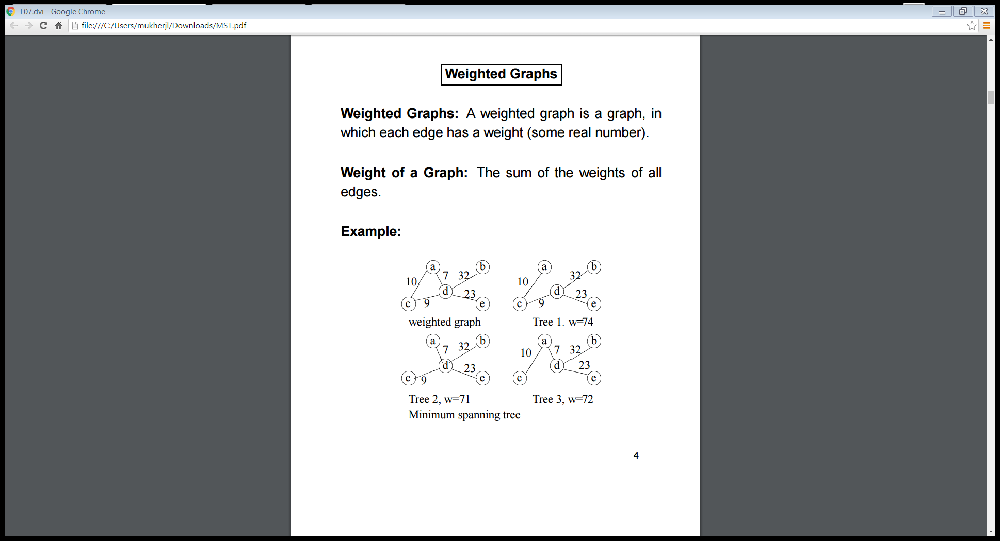 L07.dvi - Google Chrome
file:///C:/Users/mukherjl/Downloads/MST.pdf
Weighted Graphs
Weighted Graphs: A weighted graph is a graph, in
which each edge has a weight (some real number).
Weight of a Graph: The sum of the weights of all
edges.
Example:
a b
7 32
10
d
23
c 9 e
weighted graph
a b
32
10
d
23
c 9 e
Tree 1. w=74
a b
7 32
d
23
c 9 e
Tree 2, w=71
Minimum spanning tree
a b
10 7 32
d 23
c e
Tree 3, w=72
4